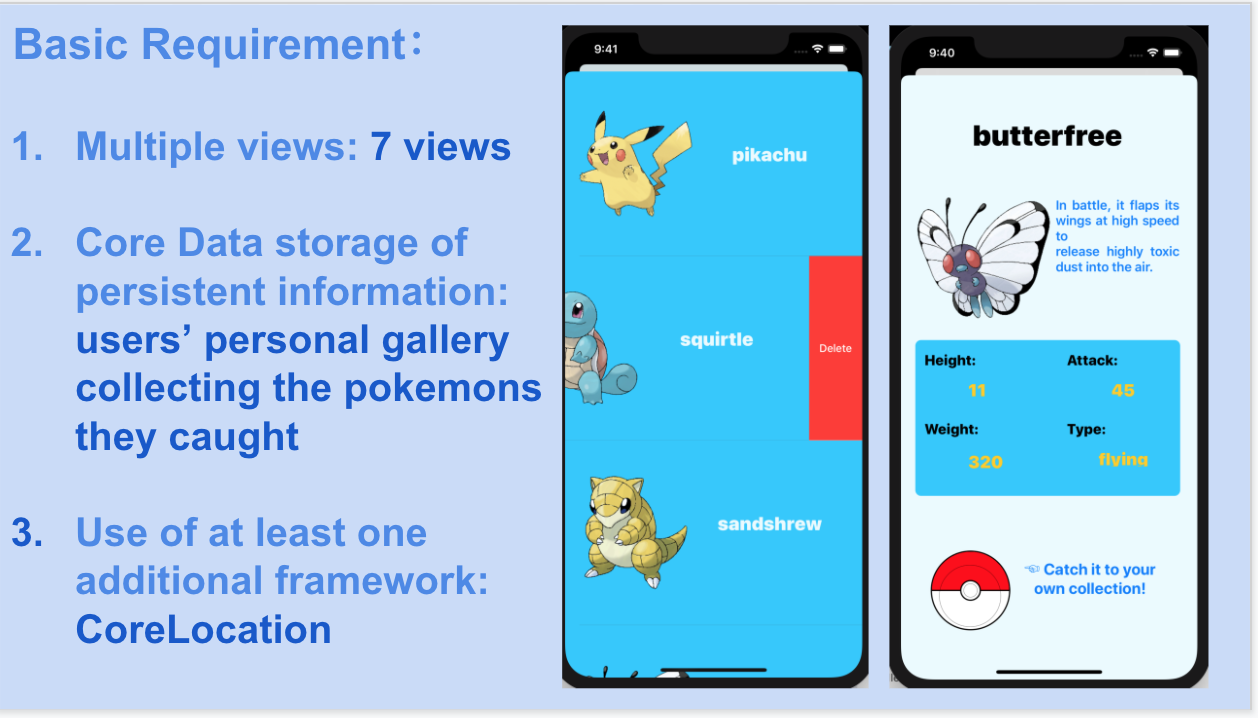 Basic Requirement：
1. Multiple views: 7 views
2. Core Data storage of
persistent information:
users’ personal gallery
collecting the pokemons
they caught
3. Use of at least one
additional framework:
CoreLocation
9:41
pikachu
squirtle
Delete
sandshrew
9:40
butterfree
In battle, it flaps its
wings at high speed
to
release highly toxic
dust into the air.
Height:
Attack:
11
45
Weight:
Type:
320
flying
☜ Catch it to your
own collection!